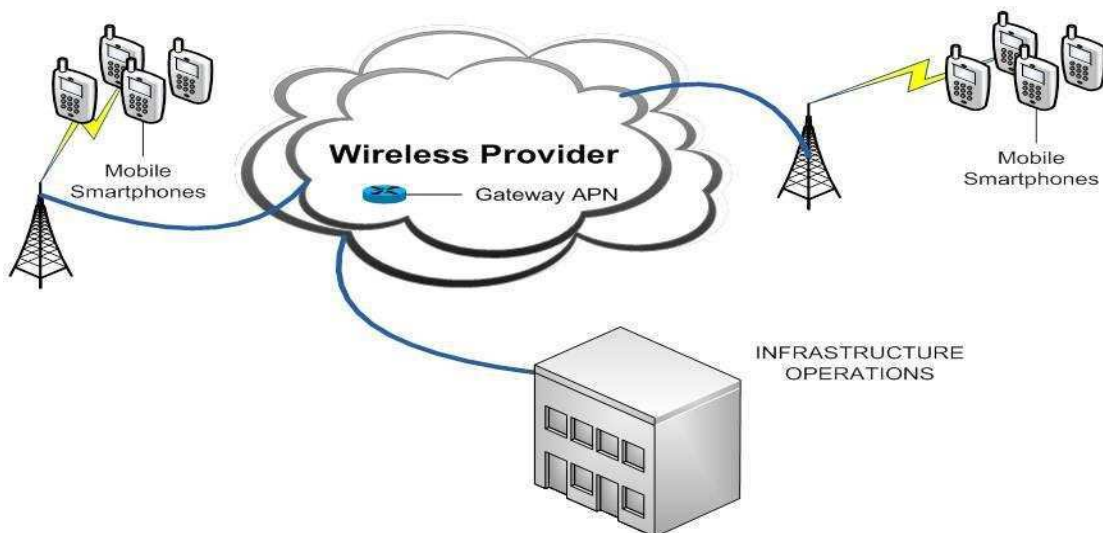 Mobile
Smartphones
Wireless Provider
Gateway APN
Mobile
Smartphones
INFRASTRUCTURE
OPERATIONS